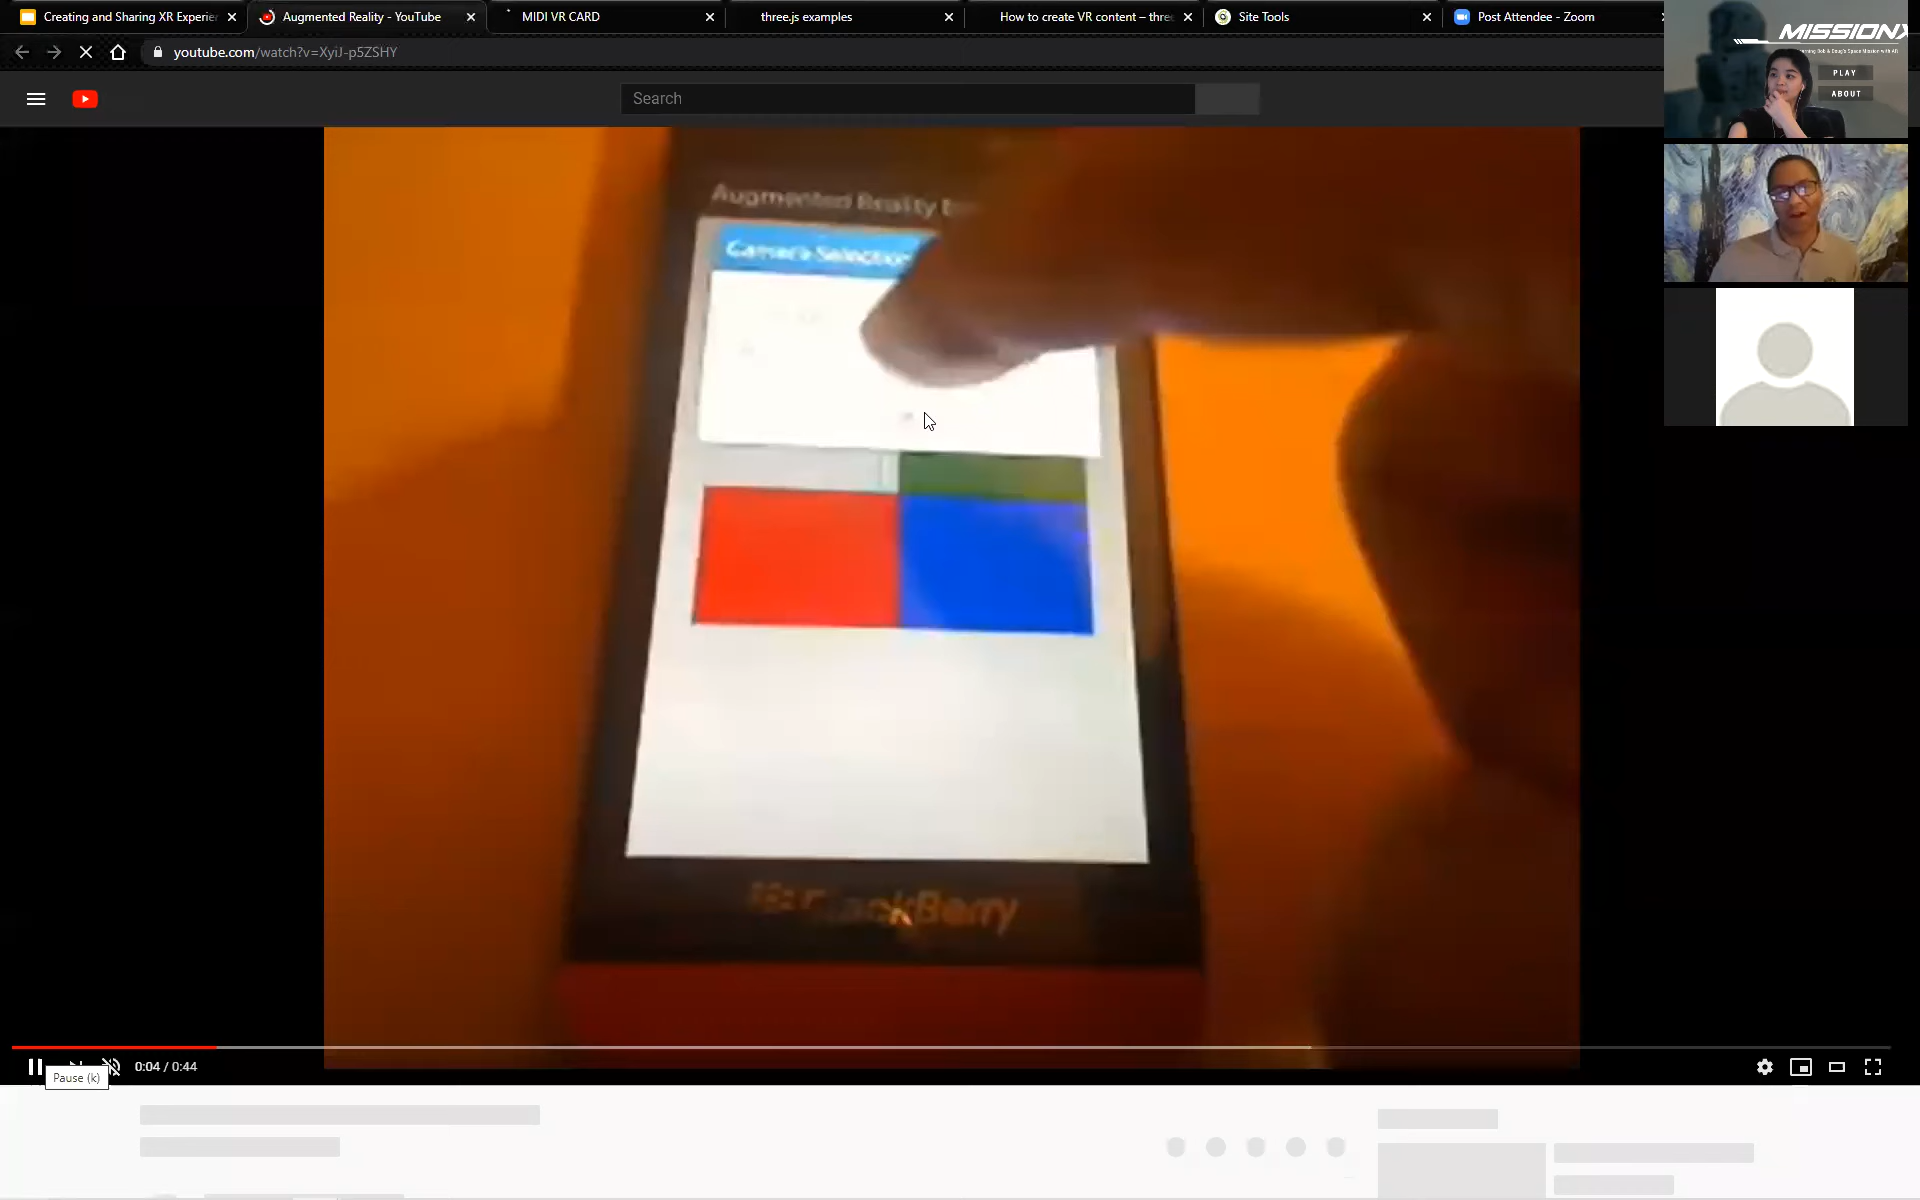 Creating and Sharing XR Experier
Augmented Reality - YouTube
MIDI VR CARD
three.js examples
How to create VR content – thre
Site Tools
Post Attendee - Zoom
youtube.com/watch?v=XyiJ-p5ZSHY
Search
MISSIONX
PLAY
ABOUT
Augmented Reality
Camera Selection
BlackBerry
0:04 / 0:44
Pause (k)